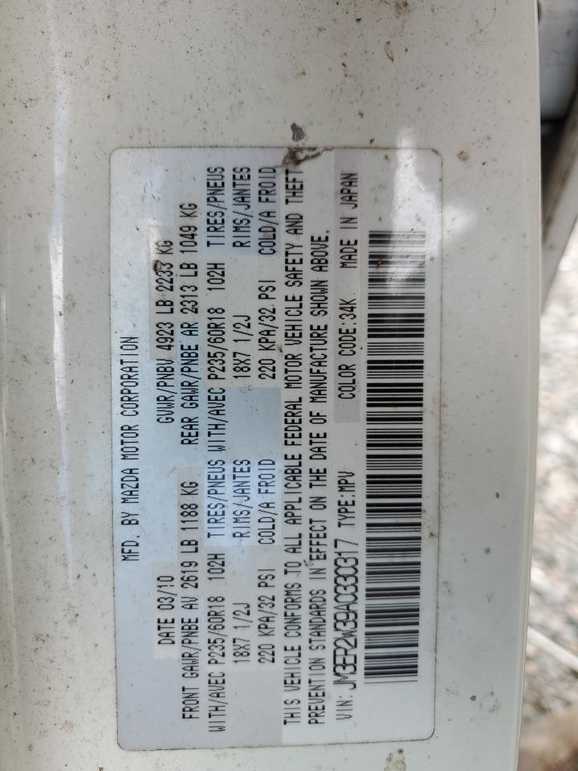 MFD. BY MAZDA MOTOR CORPORATION
DATE 03/10 GVWR/PNBV 4923 LB 2233 KG
FRONT GAWR/PNBE AV 2619 LB 1188 KG REAR GAWR/PNBE AR 2313 LB 1049 KG
WITH/AVEC P235/60R18 102H TIRES/PNEUS WITH/AVEC P235/60R18 102H TIRES/PNEUS
18X7 1/2J RIMS/JANTES 18X7 1/2J RIMS/JANTES
220 KPA/32 PSI COLD/A FROID 220 KPA/32 PSI COLD/A FROID
THIS VEHICLE CONFORMS TO ALL APPLICABLE FEDERAL MOTOR VEHICLE SAFETY AND THEFT
PREVENTION STANDARDS IN EFFECT ON THE DATE OF MANUFACTURE SHOWN ABOVE.
VIN: JM3ER2W39A0330317 TYPE:MPV COLOR CODE:34K MADE IN JAPAN